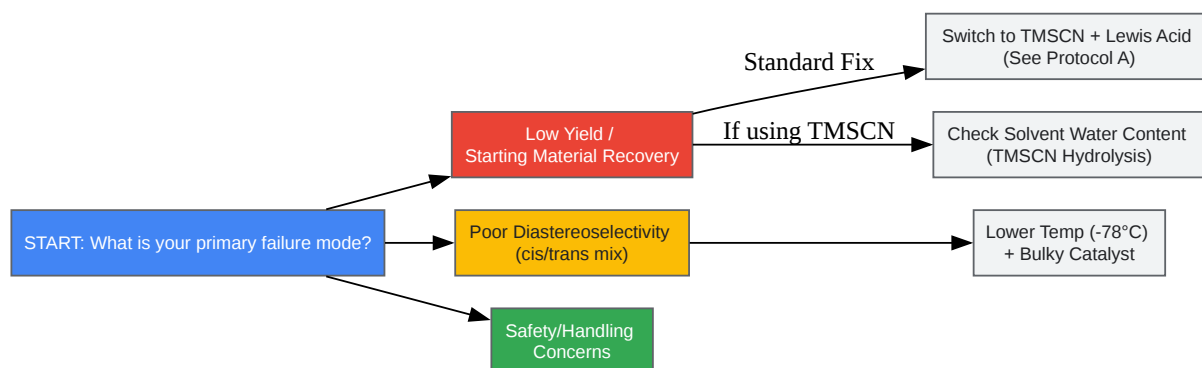 START: What is your primary failure mode?
Low Yield /
Starting Material Recovery
Standard Fix
Switch to TMSCN + Lewis Acid
(See Protocol A)
If using TMSCN
Check Solvent Water Content
(TMSCN Hydrolysis)
Poor Diastereoselectivity
(cis/trans mix)
Lower Temp (-78°C)
+ Bulky Catalyst
Safety/Handling
Concerns